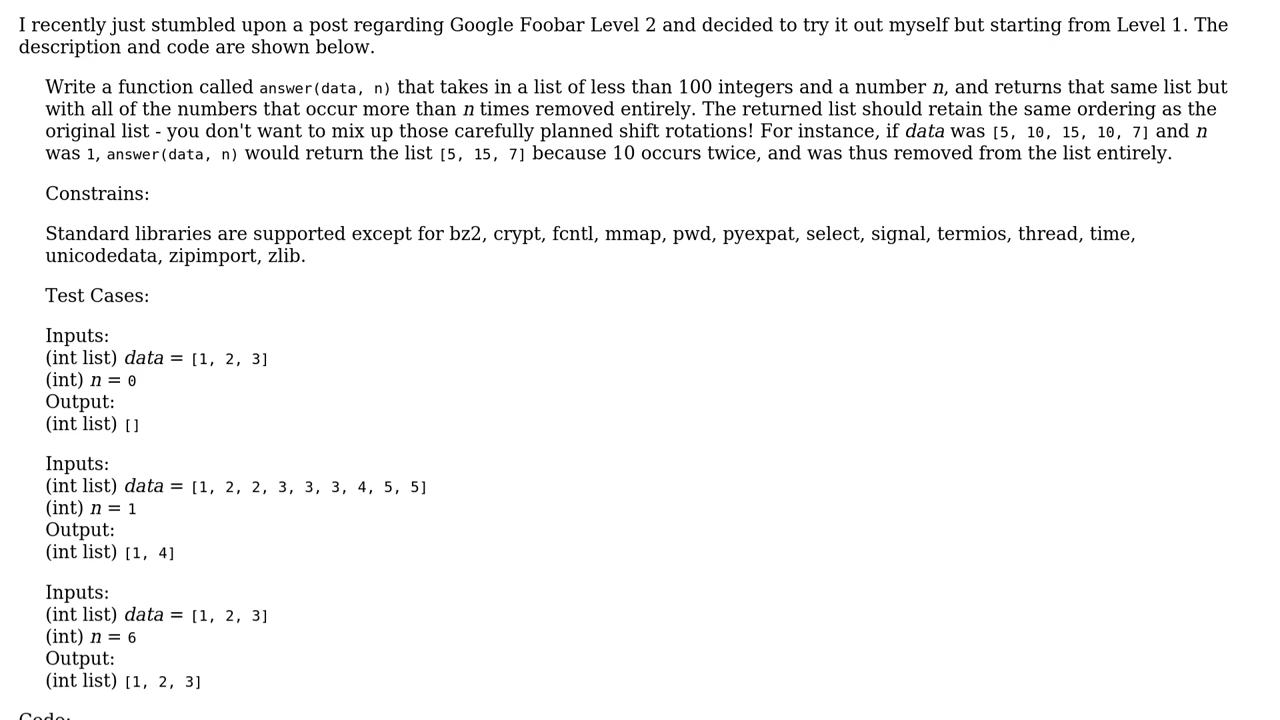 I recently just stumbled upon a post regarding Google Foobar Level 2 and decided to try it out myself but starting from Level 1. The
description and code are shown below.
Write a function called answer(data, n) that takes in a list of less than 100 integers and a number n, and returns that same list but
with all of the numbers that occur more than n times removed entirely. The returned list should retain the same ordering as the
original list - you don't want to mix up those carefully planned shift rotations! For instance, if data was [5, 10, 15, 10, 7] and n
was 1, answer(data, n) would return the list [5, 15, 7] because 10 occurs twice, and was thus removed from the list entirely.
Constrains:
Standard libraries are supported except for bz2, crypt, fcntl, mmap, pwd, pyexpat, select, signal, termios, thread, time,
unicodedata, zipimport, zlib.
Test Cases:
Inputs:
(int list) data = [1, 2, 3]
(int) n = 0
Output:
(int list) []
Inputs:
(int list) data = [1, 2, 2, 3, 3, 3, 4, 5, 5]
(int) n = 1
Output:
(int list) [1, 4]
Inputs:
(int list) data = [1, 2, 3]
(int) n = 6
Output:
(int list) [1, 2, 3]
Code: